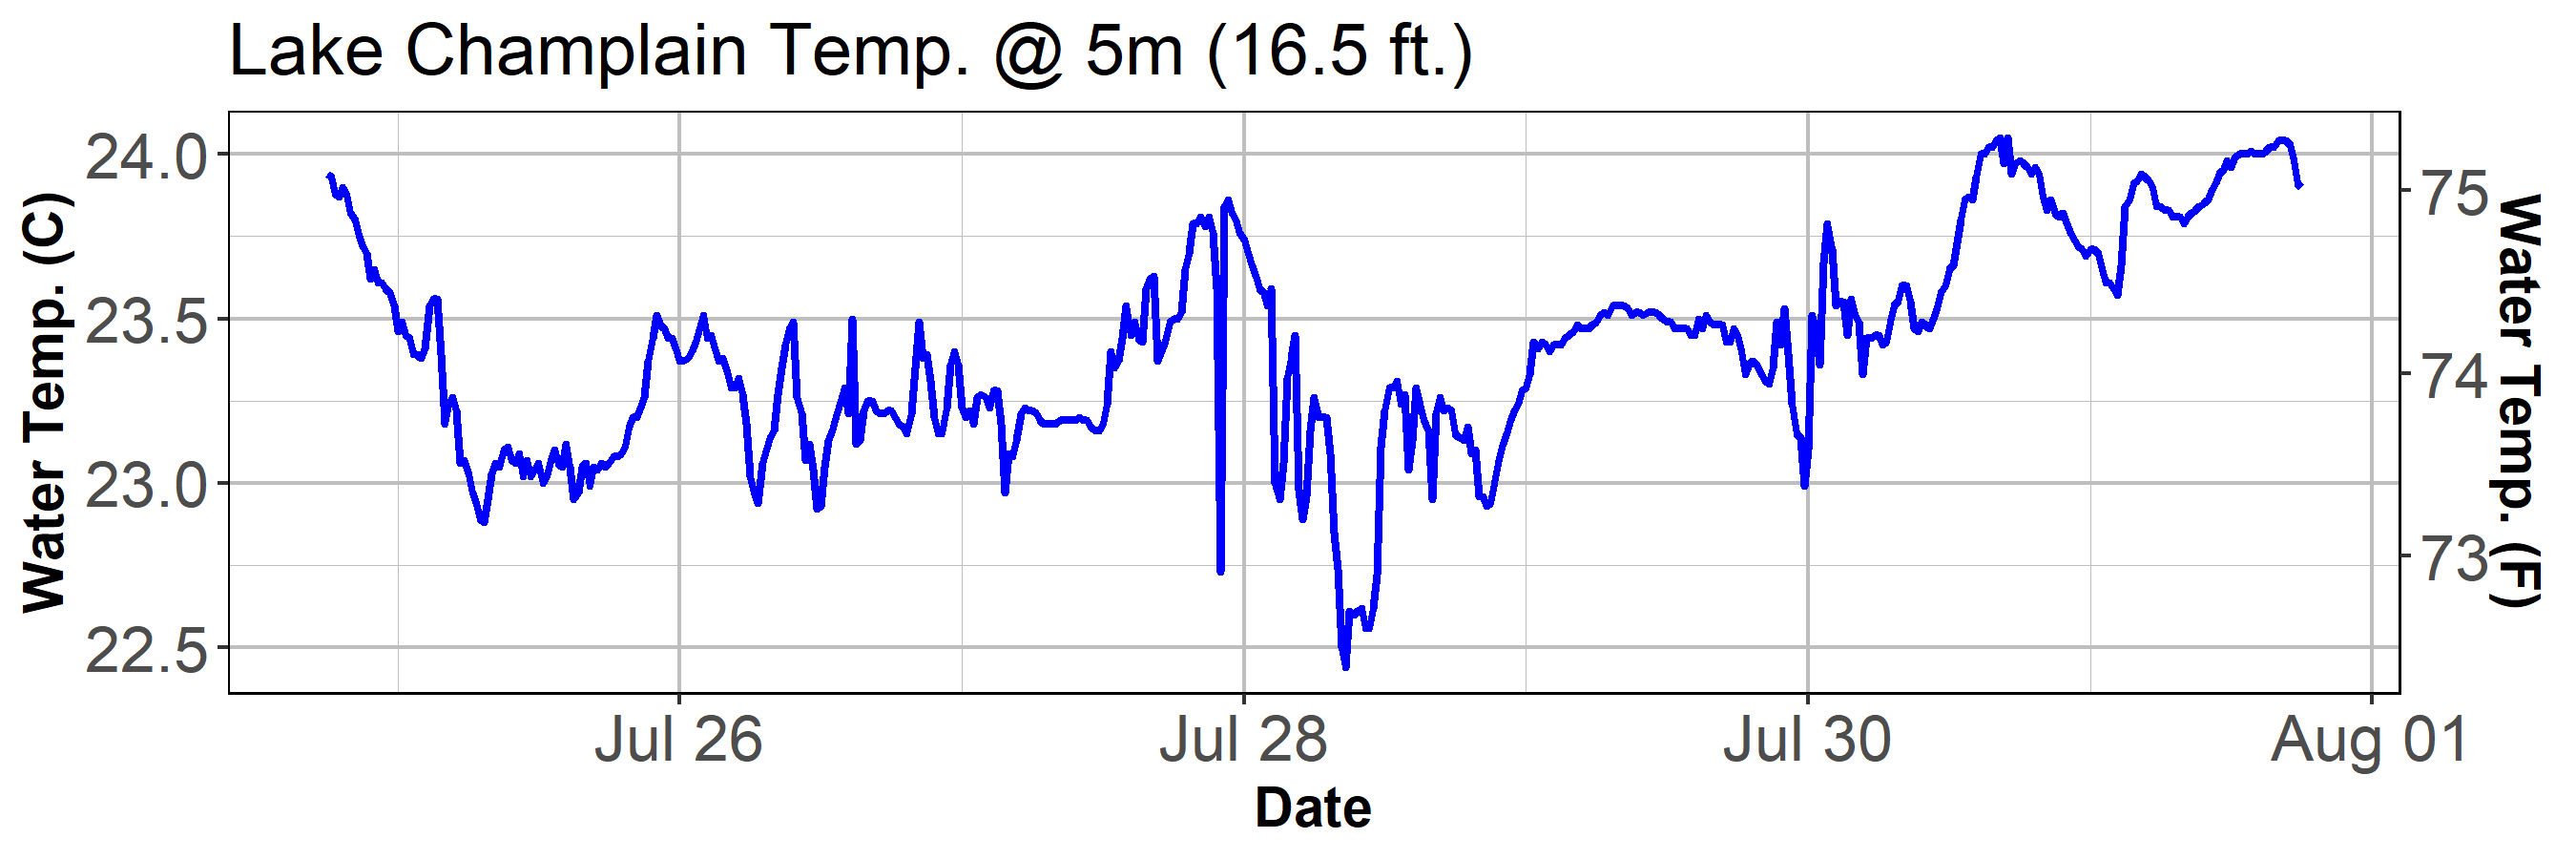 Lake Champlain Temp. @ 5m (16.5 ft.)
Water Temp. (C)
24.0
23.5
23.0
22.5
75
74
73
Water Temp. (F)
Jul 26
Jul 28
Jul 30
Aug 01
Date